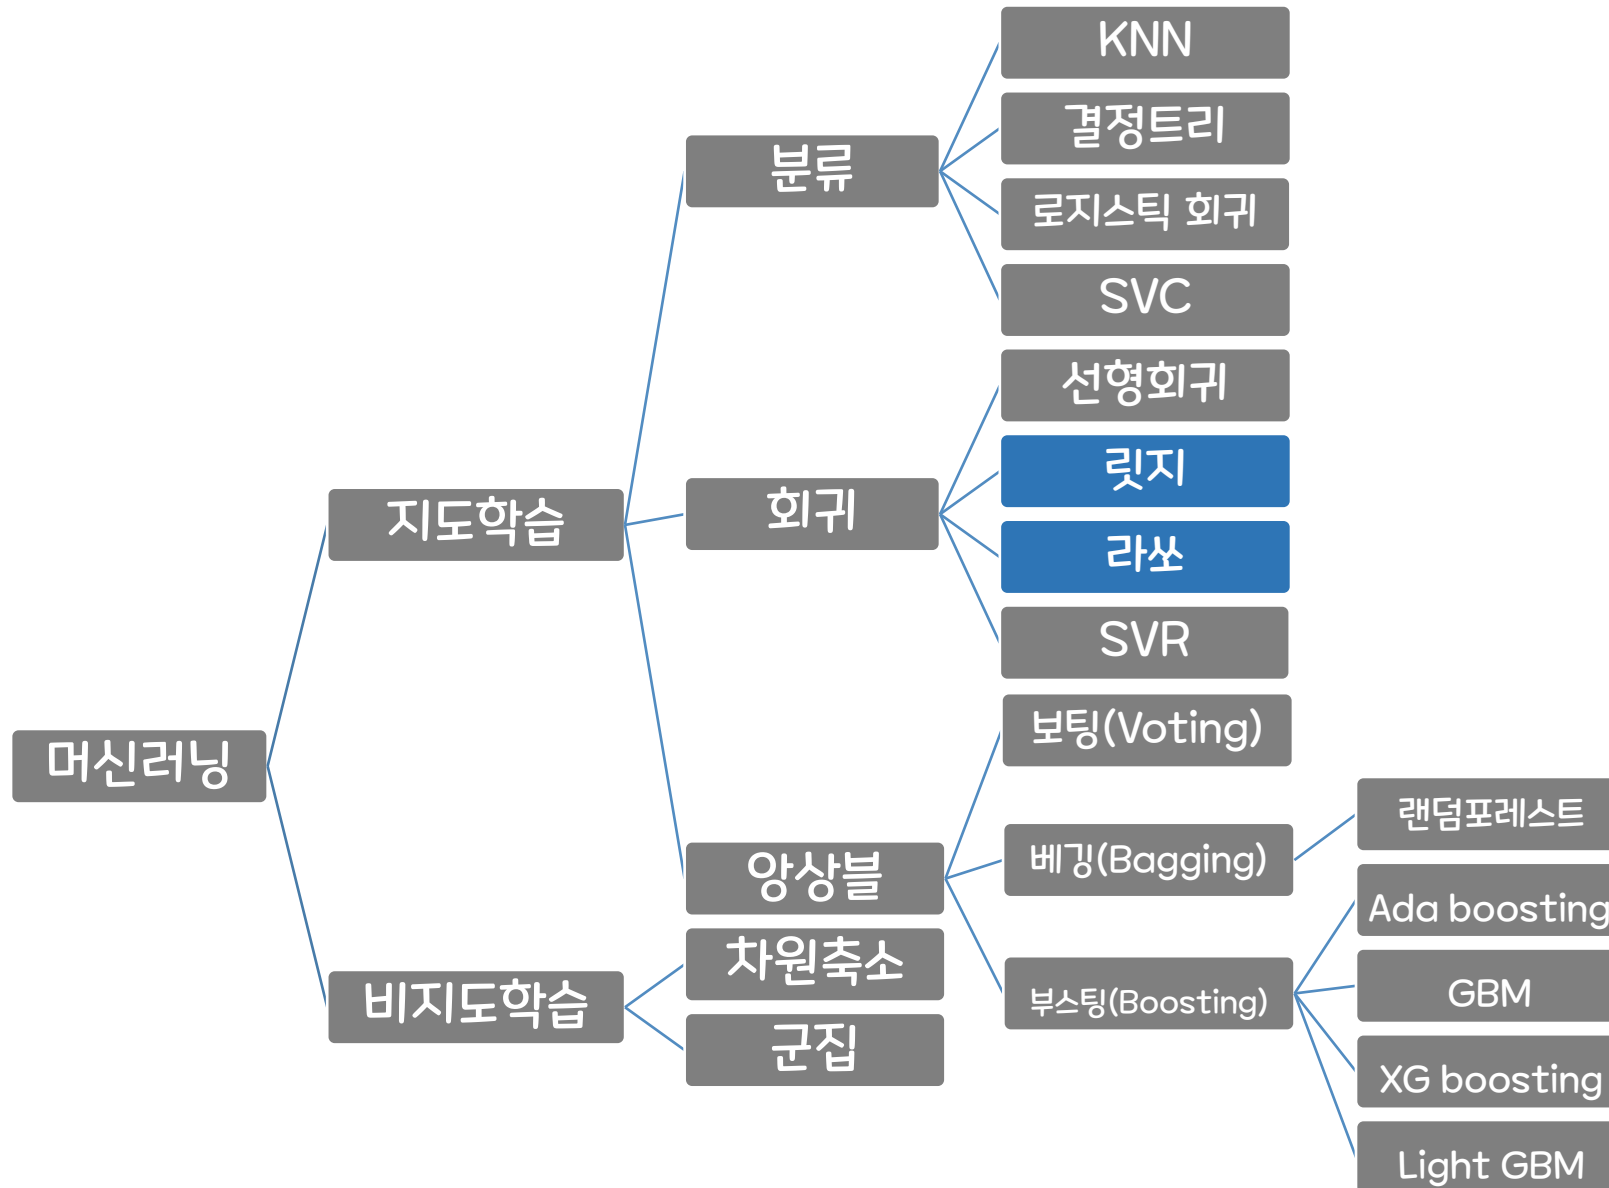 KNN
결정트리
분류
로지스틱 회귀
SVC
선형회귀
릿지
회귀
지도학습
라쏘
SVR
보팅(Voting)
머신러닝
랜덤포레스트
베깅(Bagging)
앙상블
Ada boosting
차원축소
GBM
비지도학습
부스팅(Boosting)
군집
XG boosting
Light GBM